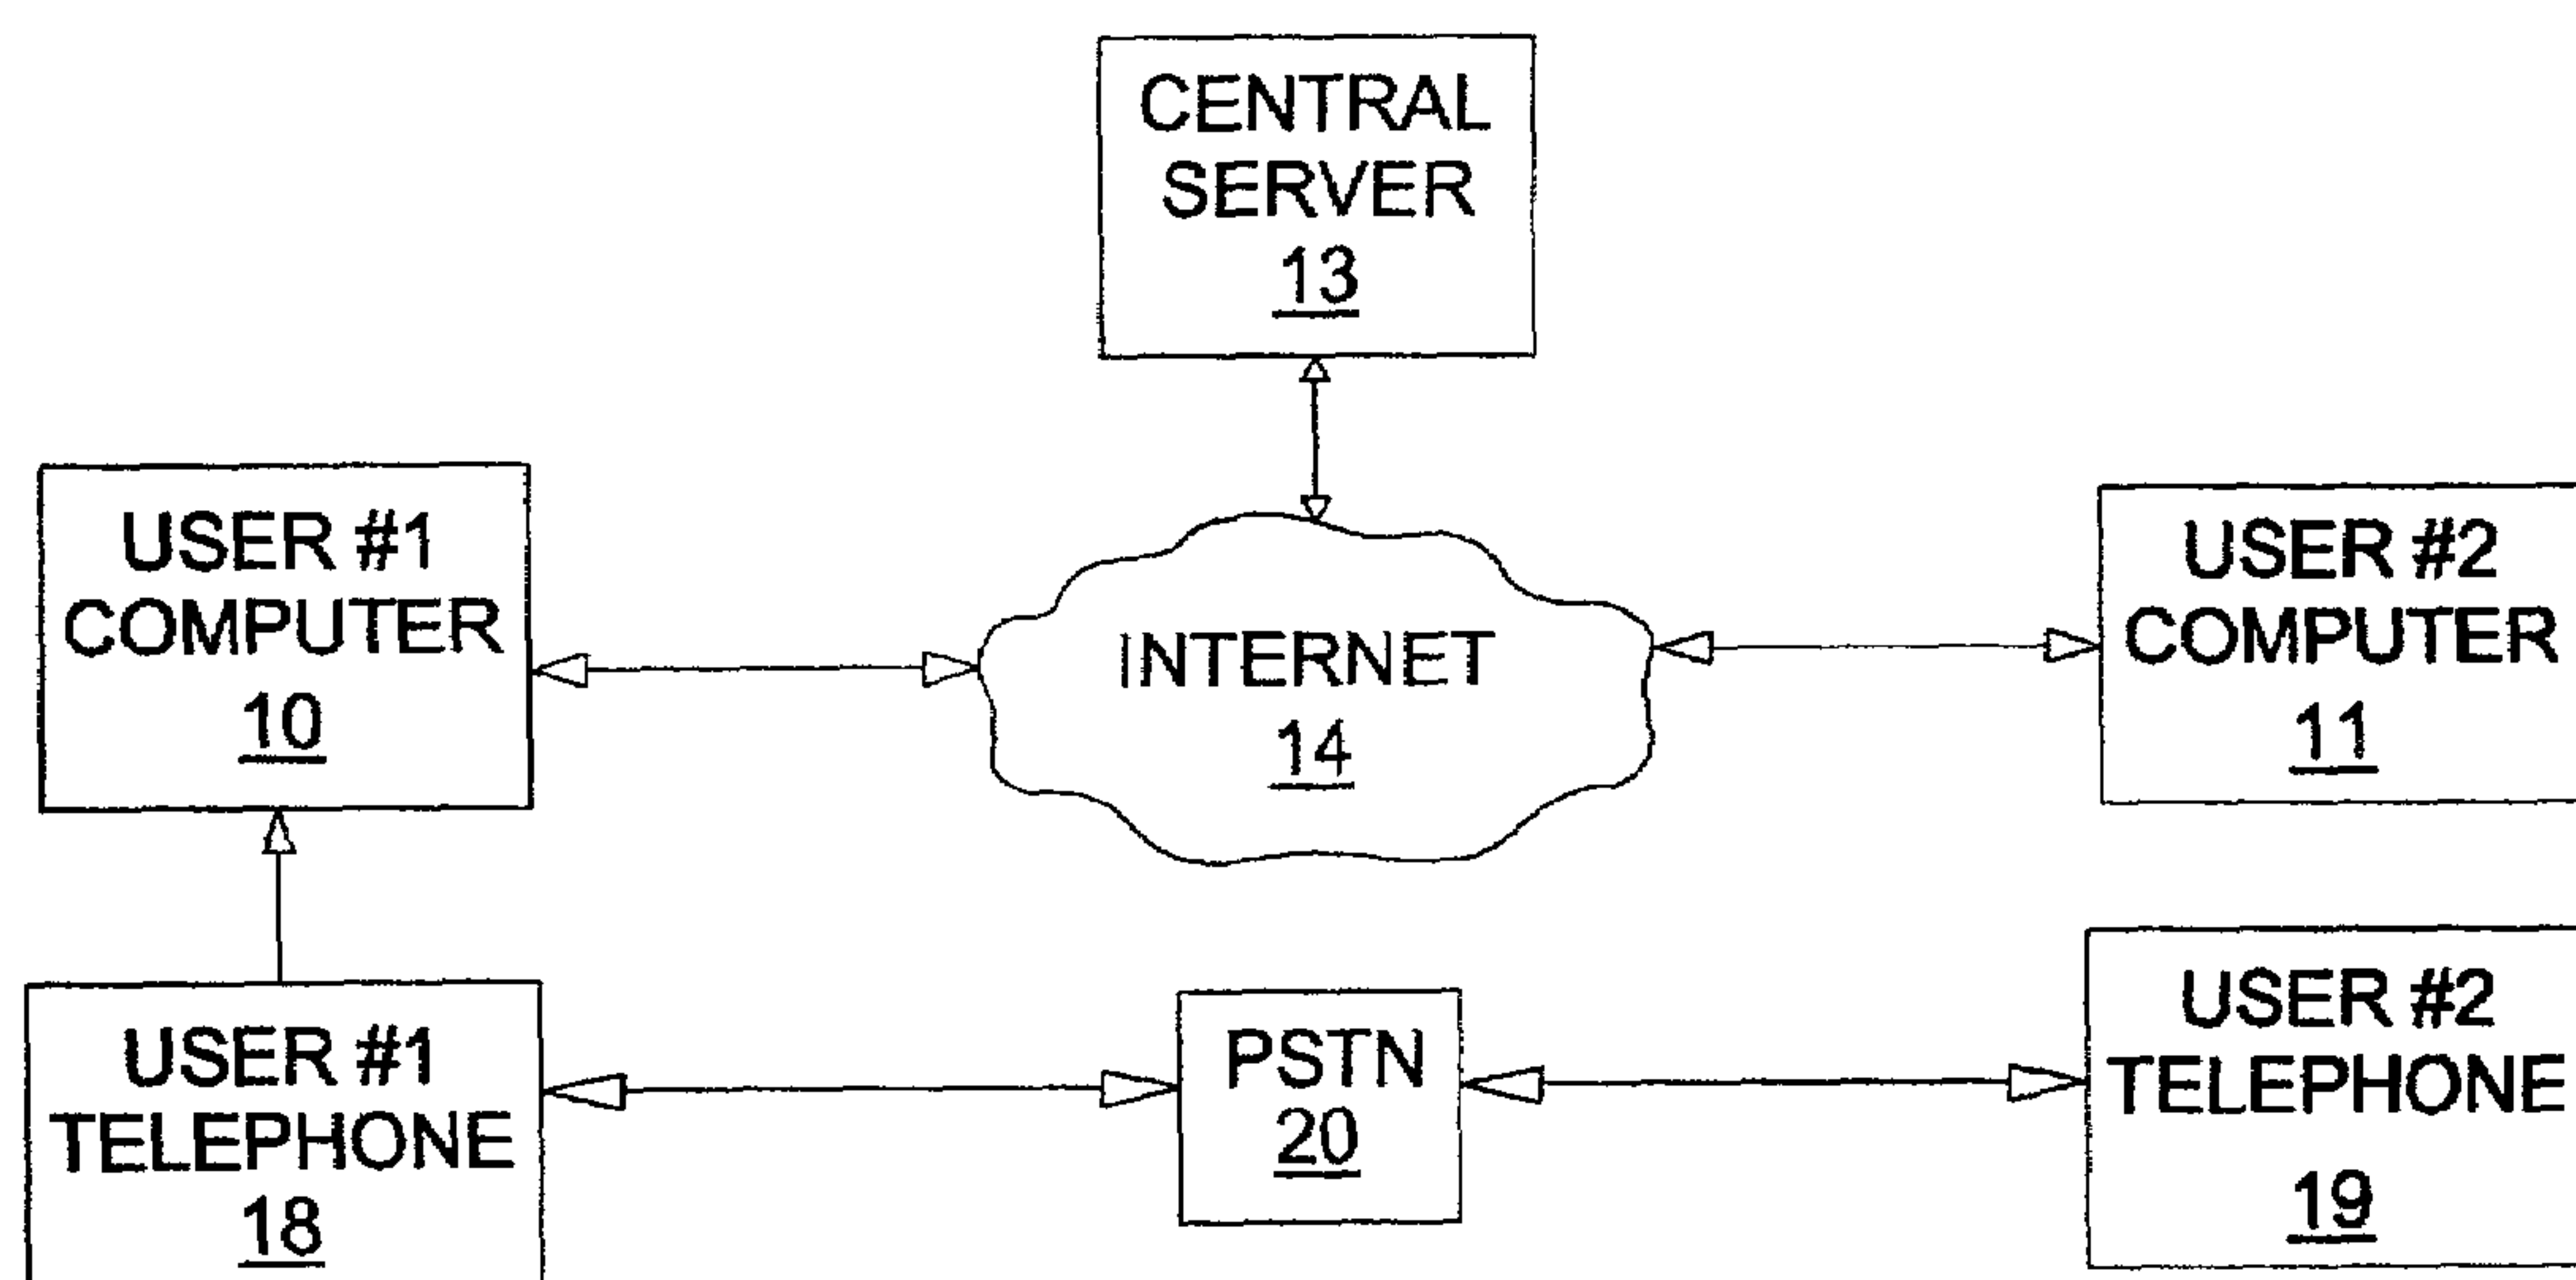 CENTRAL
SERVER
13
USER #1
COMPUTER
10
INTERNET
14
USER #2
COMPUTER
11
USER #1
TELEPHONE
18
PSTN
20
USER #2
TELEPHONE
19